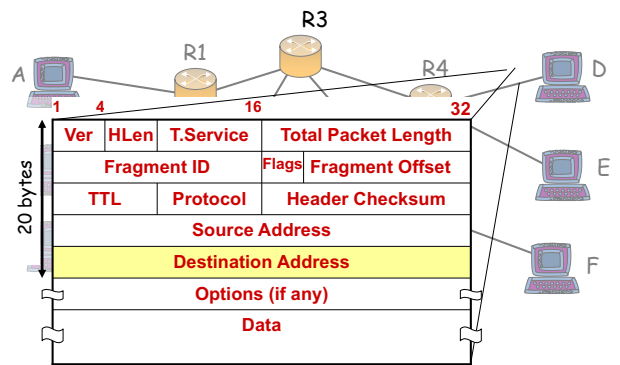 R3
R1
A
R4
D
1 4 16 32
Ver HLen T.Service Total Packet Length
Fragment ID Flags Fragment Offset
TTL Protocol Header Checksum
Source Address
Destination Address
Options (if any)
Data
20 bytes
E
F